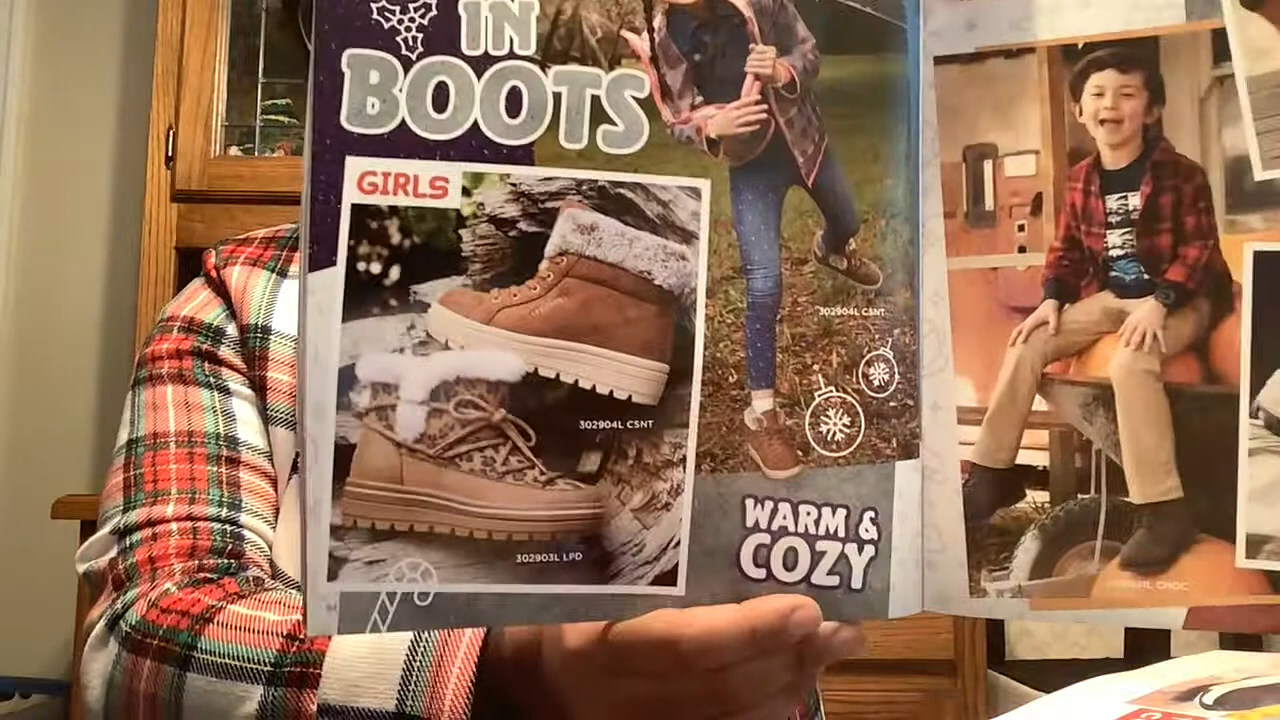 IN
BOOTS
GIRLS
302904L CSNT
302904L CSNT
302903L LPD
WARM &
COZY